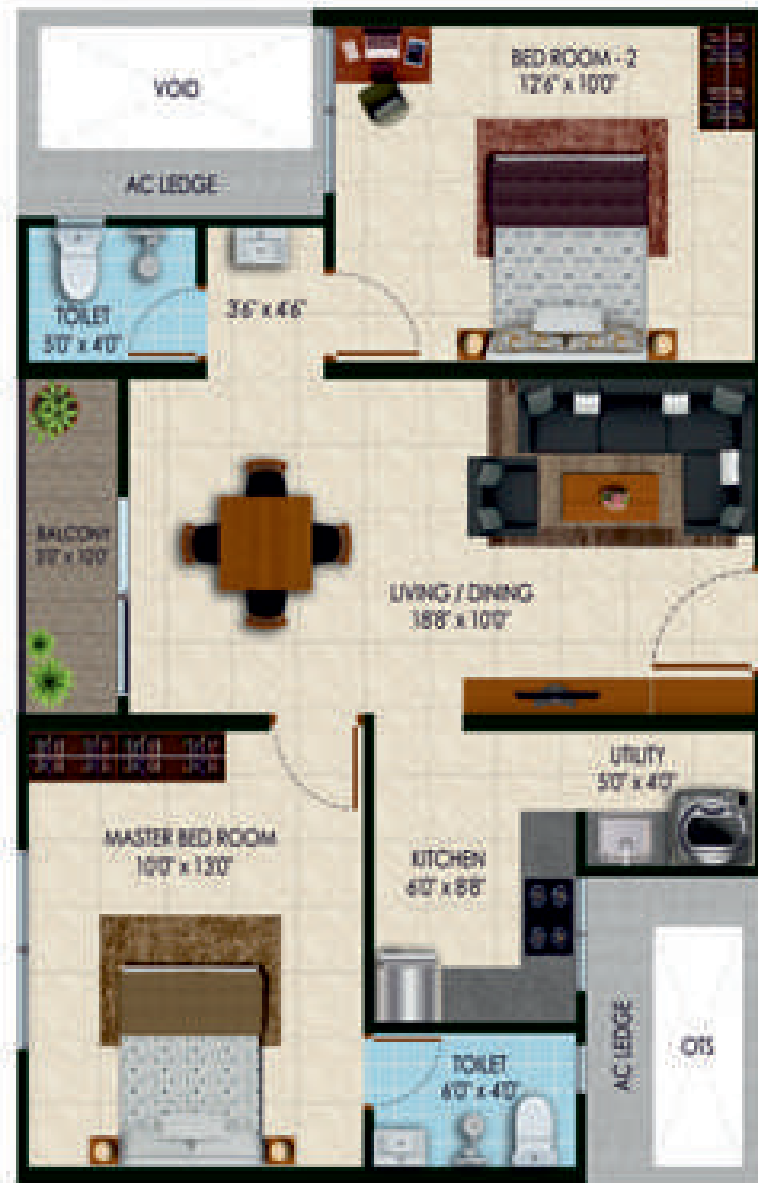 VOID
AC LEDGE
BED ROOM - 2
12'6" x 10'0"
TOILET
5'0" x 4'0"
3'6" x 4'6"
BALCONY
3'0" x 10'0"
LIVING / DINING
18'8" x 10'0"
UTILITY
5'0" x 4'0"
MASTER BED ROOM
10'0" x 13'0"
KITCHEN
6'0" x 8'8"
TOILET
6'0" x 4'0"
AC LEDGE
OTS